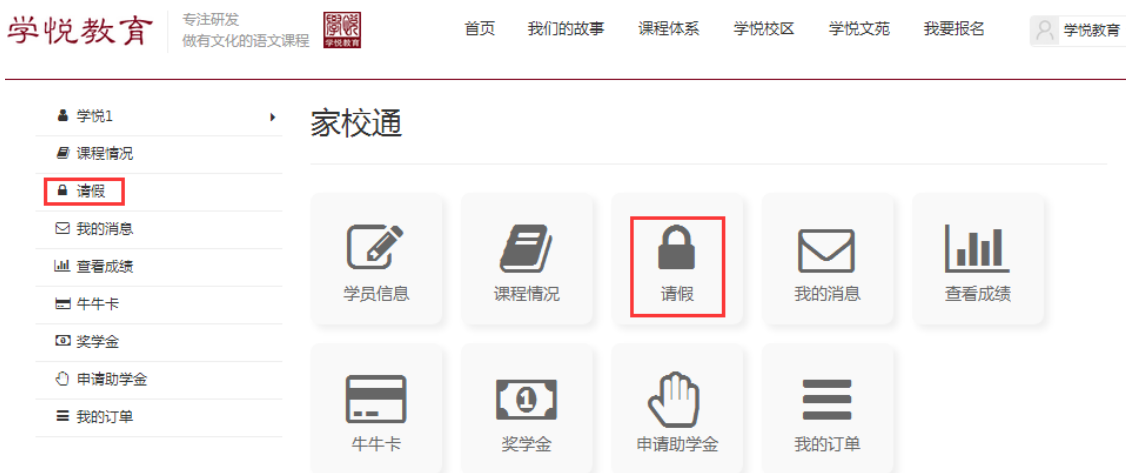 学悦教育
专注研发
做有文化的语文课程
學悦
学悦教育
首页 我们的故事 课程体系 学悦校区 学悦文苑 我要报名 学悦教育
学悦1
课程情况
请假
我的消息
查看成绩
牛牛卡
奖学金
申请助学金
我的订单
家校通
学员信息 课程情况 请假 我的消息 查看成绩
牛牛卡 奖学金 申请助学金 我的订单